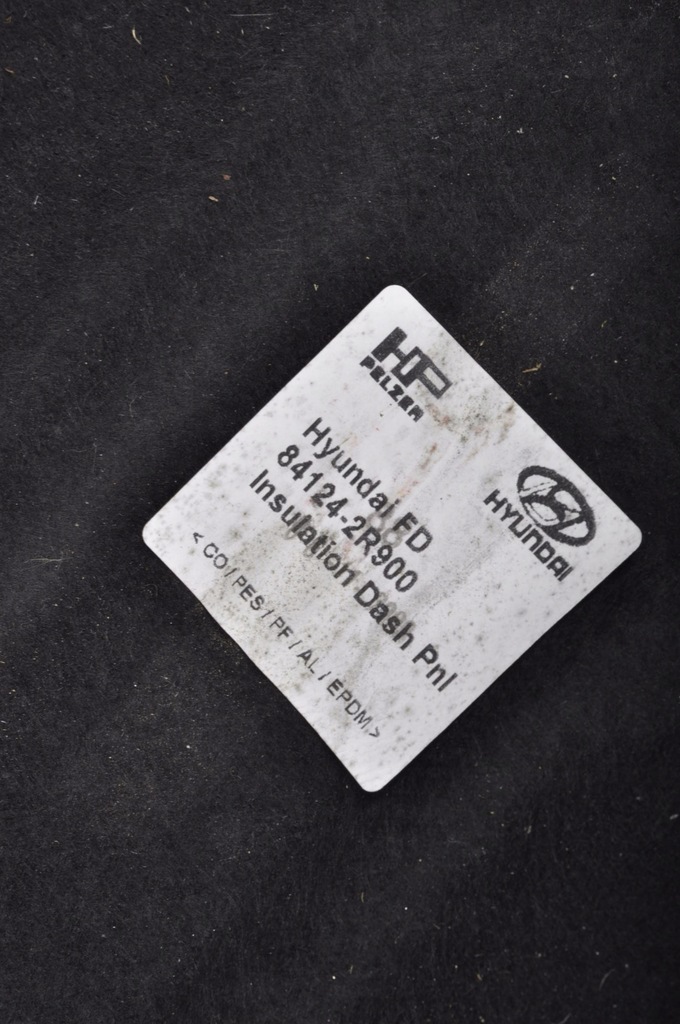 HP
PELZER
HYUNDAI
Hyundai FD
84124-2R900
Insulation Dash Pnl
< CO / PES / PF / AL / EPDM >